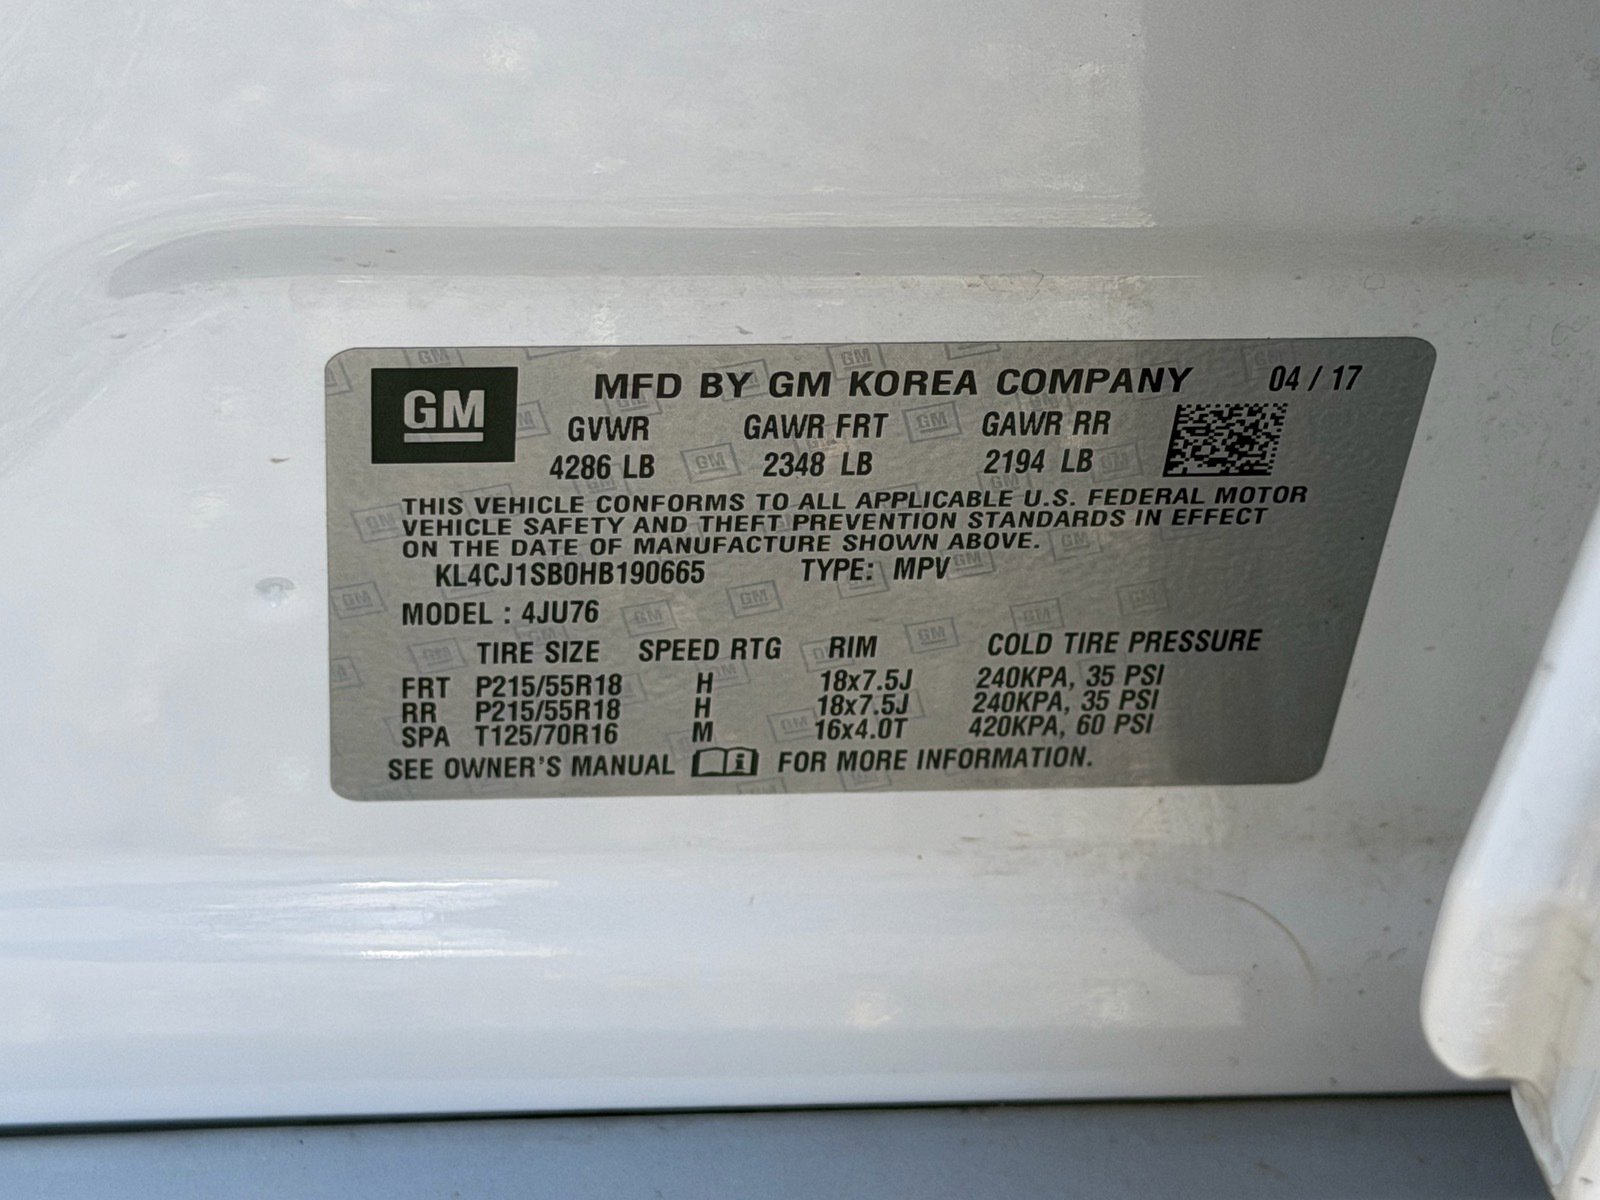 GM
MFD BY GM KOREA COMPANY 04 / 17
GVWR GAWR FRT GAWR RR
4286 LB 2348 LB 2194 LB
THIS VEHICLE CONFORMS TO ALL APPLICABLE U.S. FEDERAL MOTOR
VEHICLE SAFETY AND THEFT PREVENTION STANDARDS IN EFFECT
ON THE DATE OF MANUFACTURE SHOWN ABOVE.
KL4CJ1SB0HB190665 TYPE: MPV
MODEL : 4JU76
TIRE SIZE SPEED RTG RIM COLD TIRE PRESSURE
FRT P215/55R18 H 18x7.5J 240KPA, 35 PSI
RR P215/55R18 H 18x7.5J 240KPA, 35 PSI
SPA T125/70R16 M 16x4.0T 420KPA, 60 PSI
SEE OWNER'S MANUAL i FOR MORE INFORMATION.